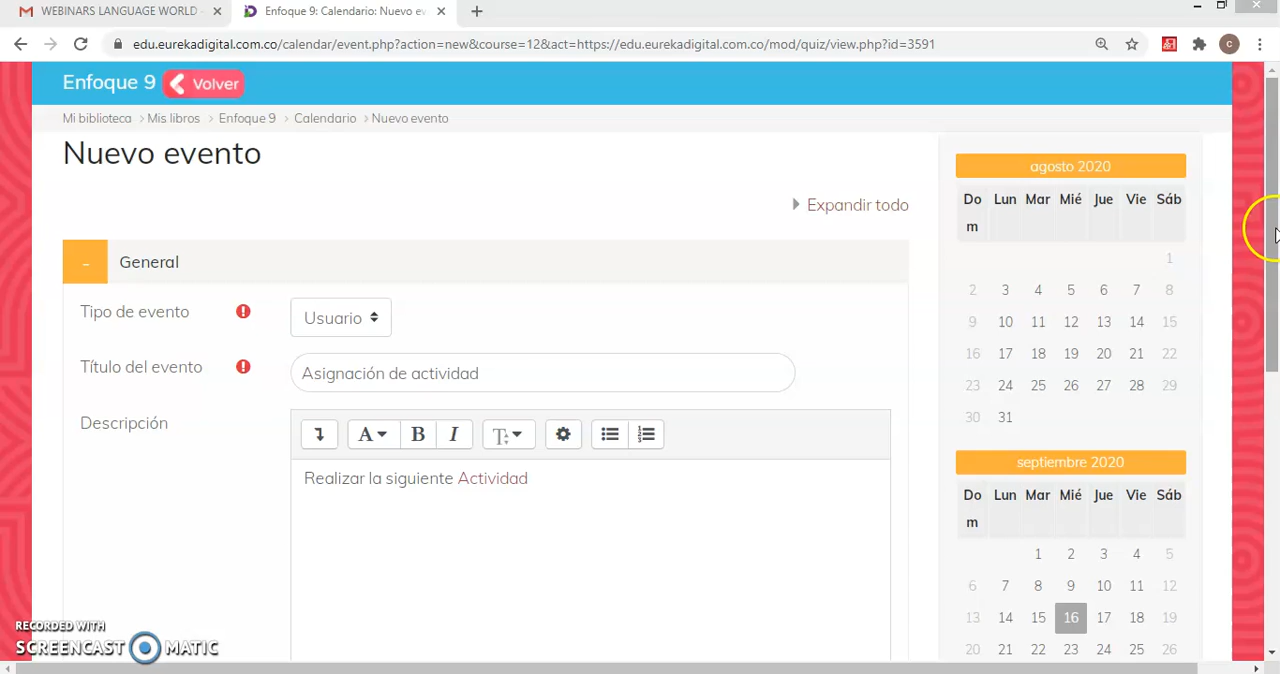 WEBINARS LANGUAGE WORLD -
Enfoque 9: Calendario: Nuevo ev
edu.eurekadigital.com.co/calendar/event.php?action=new&course=12&act=https://edu.eurekadigital.com.co/mod/quiz/view.php?id=3591
C
Enfoque 9 Volver
Mi biblioteca > Mis libros > Enfoque 9 > Calendario > Nuevo evento
Nuevo evento
Expandir todo
General
Tipo de evento Usuario
Título del evento Asignación de actividad
Descripción
A B I
Realizar la siguiente Actividad
agosto 2020
Dom Lun Mar Mié Jue Vie Sáb
1
2 3 4 5 6 7 8
9 10 11 12 13 14 15
16 17 18 19 20 21 22
23 24 25 26 27 28 29
30 31
septiembre 2020
Dom Lun Mar Mié Jue Vie Sáb
1 2 3 4 5
6 7 8 9 10 11 12
13 14 15 16 17 18 19
20 21 22 23 24 25 26
RECORDED WITH
SCREENCAST MATIC